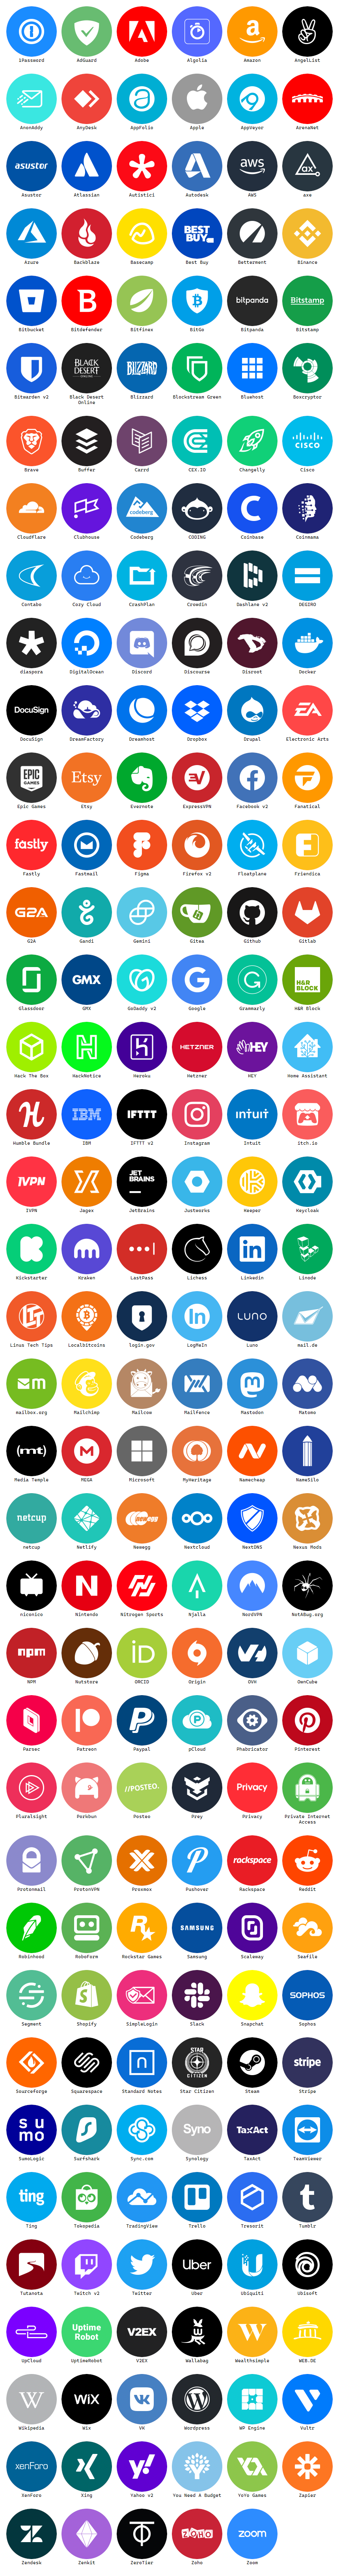 1Password AdGuard Adobe Algolia Amazon AngelList
AnonAddy AnyDesk AppFolio Apple AppVeyor ArenaNet
asustor aws ax
Asustor Atlassian Autistici Autodesk AWS axe
BEST
BUY
Azure Backblaze Basecamp Best Buy Betterment Binance
B bitpanda Bitstamp
Bitbucket Bitdefender Bitfinex BitGo Bitpanda Bitstamp
BLACK
DESERT
BLIZZARD
Bitwarden v2 Black Desert
Online Blizzard Blockstream Green Bluehost Boxcryptor
CISCO
Brave Buffer Carrd CEX.IO Changelly Cisco
codeberg
Cloudflare Clubhouse Codeberg CODING Coinbase Coinmama
Contabo Cozy Cloud CrashPlan Crowdin Dashlane v2 DEGIRO
diaspora DigitalOcean Discord Discourse Disroot Docker
DocuSign EA
DocuSign DreamFactory Dreamhost Dropbox Drupal Electronic Arts
EPIC
GAMES
Etsy EV
Epic Games Etsy Evernote ExpressVPN Facebook v2 Fanatical
fastly
Fastly Fastmail Figma Firefox v2 Floatplane Friendica
G2A
G2A Gandi Gemini Gitea Github Gitlab
GMX G G H&R
BLOCK
Glassdoor GMX GoDaddy v2 Google Grammarly H&R Block
HETZNER HEY
Hack The Box HackNotice Heroku Hetzner HEY Home Assistant
H IBM IFTTT intuit
Humble Bundle IBM IFTTT v2 Instagram Intuit itch.io
IVPN JET
BRAINS
IVPN Jagex JetBrains Justworks Keeper Keycloak
in
Kickstarter Kraken LastPass Lichess Linkedin Linode
LTT in LUNO
Linus Tech Tips Localbitcoins login.gov LogMeIn Luno mail.de
m
mailbox.org Mailchimp Mailcow MailFence Mastodon Matomo
(mt) M
Media Temple MEGA Microsoft MyHeritage Namecheap NameSilo
netcup newegg
netcup Netlify Newegg Nextcloud NextDNS Nexus Mods
N
niconico Nintendo Nitrogen Sports Njalla NordVPN NotABug.org
npm iD
NPM Nutstore ORCID Origin OVH OwnCube
P
Parsec Patreon Paypal pCloud Phabricator Pinterest
//POSTEO. Privacy
Pluralsight Porkbun Posteo Prey Privacy Private Internet
Access
rackspace
Protonmail ProtonVPN Proxmox Pushover Rackspace Reddit
R SAMSUNG
Robinhood RoboForm Rockstar Games Samsung Scaleway Seafile
S SOPHOS
Segment Shopify SimpleLogin Slack Snapchat Sophos
n STAR
CITIZEN
stripe
Sourceforge Squarespace Standard Notes Star Citizen Steam Stripe
su
mo
Syno TaxAct
SumoLogic Surfshark Sync.com Synology TaxAct TeamViewer
ting t
Ting Tokopedia TradingView Trello Tresorit Tumblr
Uber U
Tutanota Twitch v2 Twitter Uber Ubiquiti Ubisoft
Uptime
Robot
V2EX W
UpCloud UptimeRobot V2EX Wallabag Wealthsimple WEB.DE
W WiX VK W
Wikipedia Wix VK Wordpress WP Engine Vultr
xenForo y!
XenForo Xing Yahoo v2 You Need A Budget YoYo Games Zapier
ZOHO zoom
Zendesk Zenkit ZeroTier Zoho Zoom